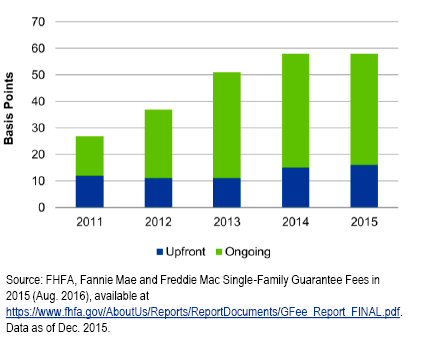 70
60
50
40
30
20
10
0
Basis Points
2011 2012 2013 2014 2015
Upfront Ongoing
Source: FHFA, Fannie Mae and Freddie Mac Single-Family Guarantee Fees in
2015 (Aug. 2016), available at
https://www.fhfa.gov/AboutUs/Reports/ReportDocuments/GFee_Report_FINAL.pdf.
Data as of Dec. 2015.